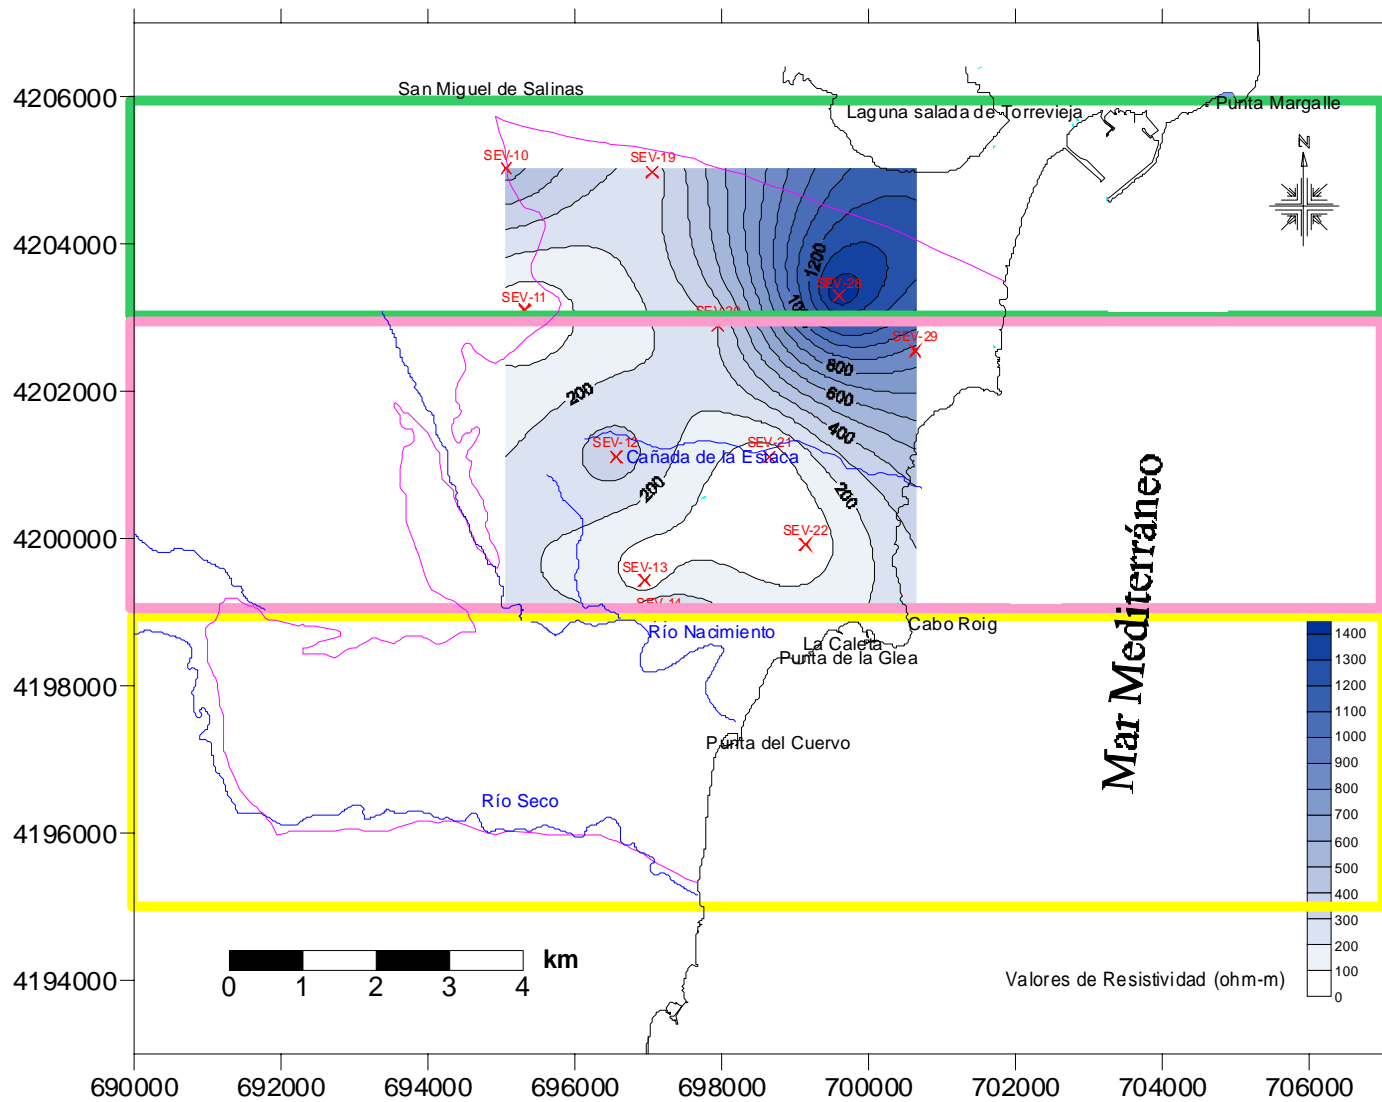 4206000
San Miguel de Salinas
Laguna salada de Torrevieja
Punta Margalle
N
SEV-10
SEV-19
4204000
1200
SEV-28
SEV-11
SEV-29
800
4202000
200
600
400
SEV-12
SEV-21
Cañada de la Estaca
200
200
SEV-22
4200000
SEV-13
Mar Mediterráneo
Río Nacimiento
Cabo Roig
La Caleta
Punta de la Glea
4198000
Punta del Cuervo
Río Seco
4196000
1400
1300
1200
1100
1000
900
800
700
600
500
400
300
200
100
0
km
0 1 2 3 4
4194000
Valores de Resistividad (ohm-m)
690000 692000 694000 696000 698000 700000 702000 704000 706000